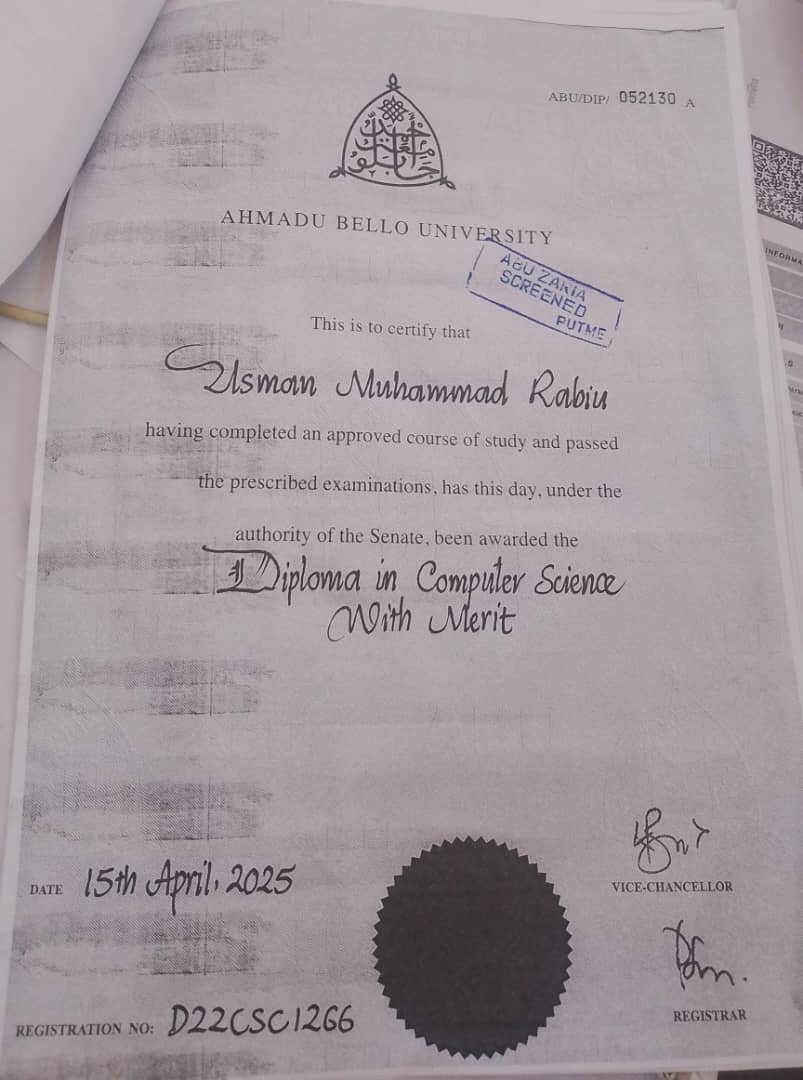 ABU/DIP/ 052130 A
AHMADU BELLO UNIVERSITY
ABU ZARIA
SCREENED
PUTME
This is to certify that
Usman Muhammad Rabiu
having completed an approved course of study and passed
the prescribed examinations, has this day, under the
authority of the Senate, been awarded the
Diploma in Computer Science
With Merit
VICE-CHANCELLOR
DATE 15th April, 2025
REGISTRAR
REGISTRATION NO: D22CSC1266